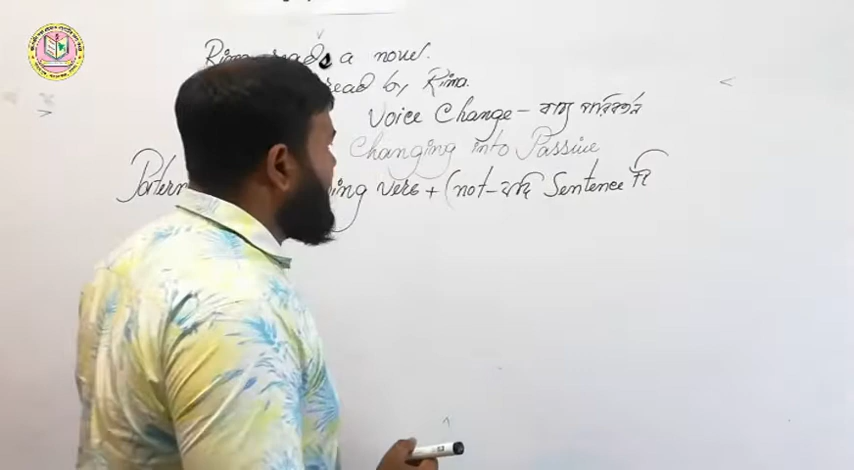 Rima reads a novel.
read by Rima.
Voice Change - বাচ্য পরিবর্তন
Changing into Passive
ing verb + (not - যদি Sentence টি